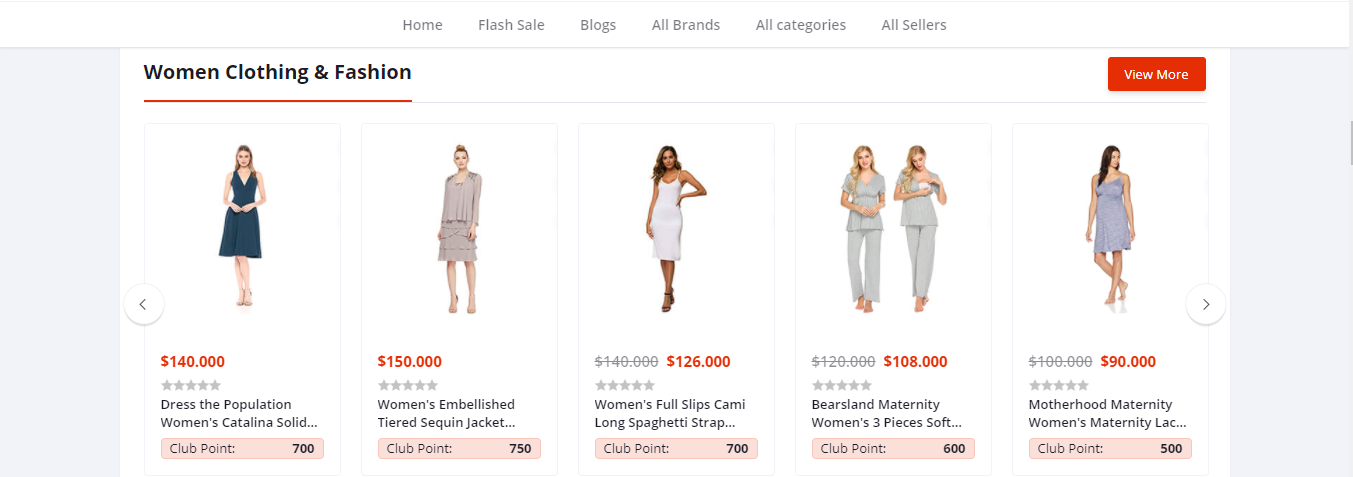 Home Flash Sale Blogs All Brands All categories All Sellers
Women Clothing & Fashion
View More
$140.000
Dress the Population
Women's Catalina Solid...
Club Point: 700
$150.000
Women's Embellished
Tiered Sequin Jacket...
Club Point: 750
$140.000 $126.000
Women's Full Slips Cami
Long Spaghetti Strap...
Club Point: 700
$120.000 $108.000
Bearsland Maternity
Women's 3 Pieces Soft...
Club Point: 600
$100.000 $90.000
Motherhood Maternity
Women's Maternity Lac...
Club Point: 500